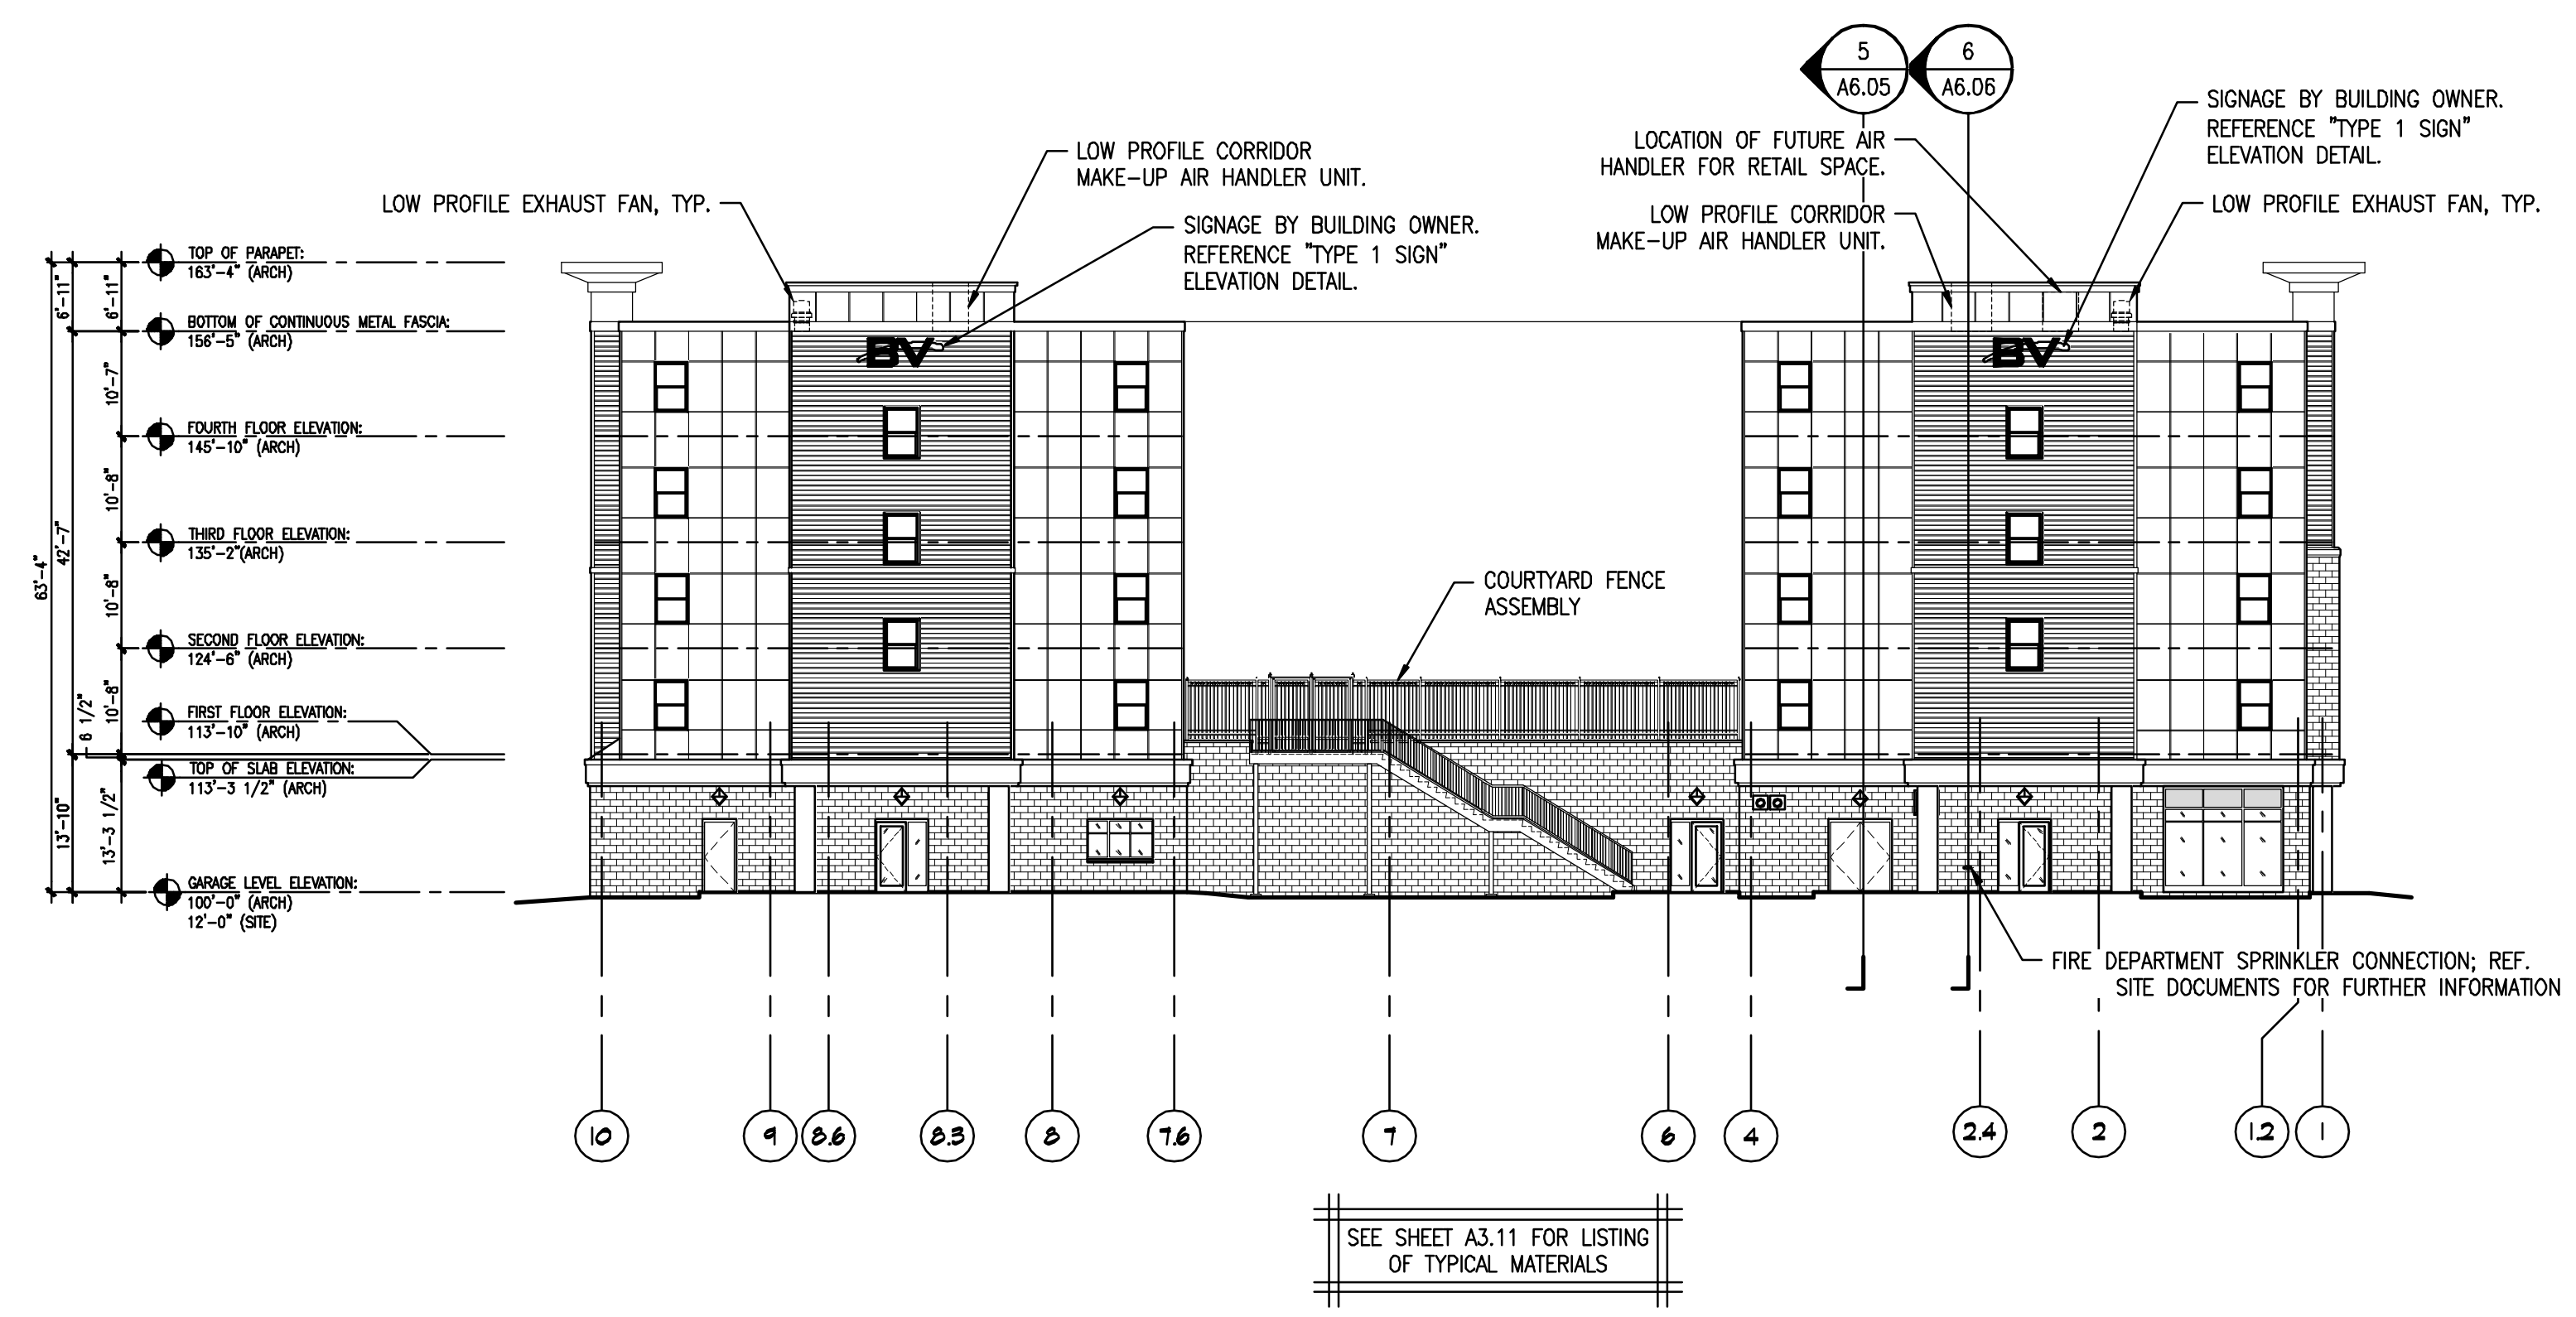 5
A6.05
6
A6.06
SIGNAGE BY BUILDING OWNER.
REFERENCE "TYPE 1 SIGN"
ELEVATION DETAIL.
LOCATION OF FUTURE AIR
HANDLER FOR RETAIL SPACE.
LOW PROFILE CORRIDOR
MAKE-UP AIR HANDLER UNIT.
LOW PROFILE EXHAUST FAN, TYP.
LOW PROFILE CORRIDOR
MAKE-UP AIR HANDLER UNIT.
LOW PROFILE EXHAUST FAN, TYP.
SIGNAGE BY BUILDING OWNER.
REFERENCE "TYPE 1 SIGN"
ELEVATION DETAIL.
TOP OF PARAPET:
163'-4" (ARCH)
6'-11"
6'-11"
BOTTOM OF CONTINUOUS METAL FASCIA:
156'-5" (ARCH)
BV
BV
10'-7"
FOURTH FLOOR ELEVATION:
145'-10" (ARCH)
10'-8"
THIRD FLOOR ELEVATION:
135'-2"(ARCH)
63'-4"
42'-7"
10'-8"
COURTYARD FENCE
ASSEMBLY
SECOND FLOOR ELEVATION:
124'-6" (ARCH)
10'-8"
6 1/2"
FIRST FLOOR ELEVATION:
113'-10" (ARCH)
TOP OF SLAB ELEVATION:
113'-3 1/2" (ARCH)
13'-10"
13'-3 1/2"
GARAGE LEVEL ELEVATION:
100'-0" (ARCH)
12'-0" (SITE)
FIRE DEPARTMENT SPRINKLER CONNECTION; REF.
SITE DOCUMENTS FOR FURTHER INFORMATION
10
9
8.6
8.3
8
7.6
7
6
4
2.4
2
1.2
1
SEE SHEET A3.11 FOR LISTING
OF TYPICAL MATERIALS